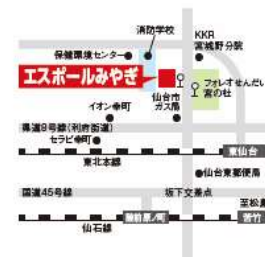 消防学校
KKR
宮城野分院
保健環境センター
エスポールみやぎ
フォレオせんだい
宮の杜
仙台市
ガス局
イオン幸町
県道8号線(利府街道)
セラビ幸町
東仙台
東北本線
仙台東郵便局
国道45号線
坂下交差点
至松島
陸前原ノ町
苦竹
仙石線